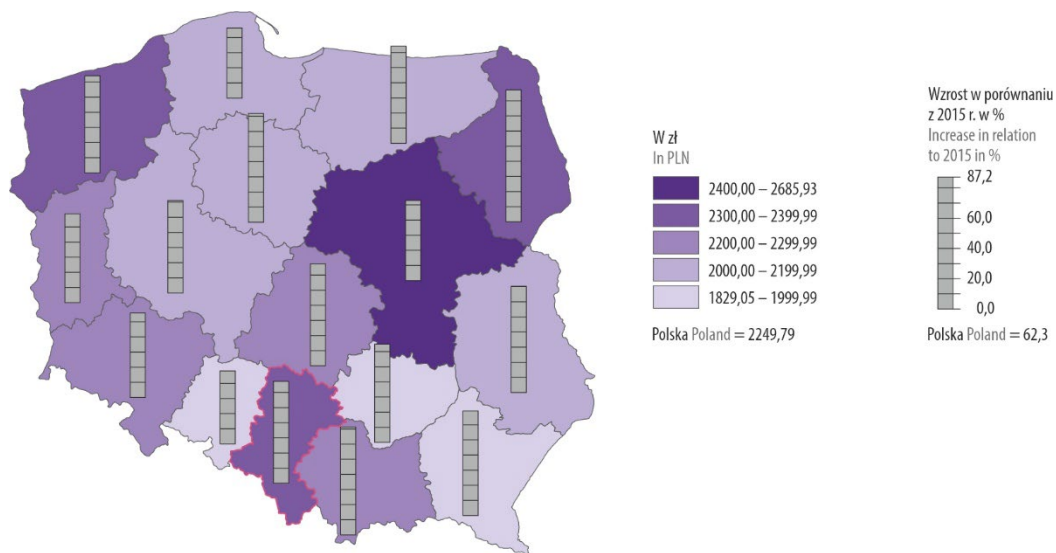 W zł
In PLN
2400,00 – 2685,93
2300,00 – 2399,99
2200,00 – 2299,99
2000,00 – 2199,99
1829,05 – 1999,99
Polska Poland = 2249,79
Wzrost w porównaniu
z 2015 r. w %
Increase in relation
to 2015 in %
87,2
60,0
40,0
20,0
0,0
Polska Poland = 62,3